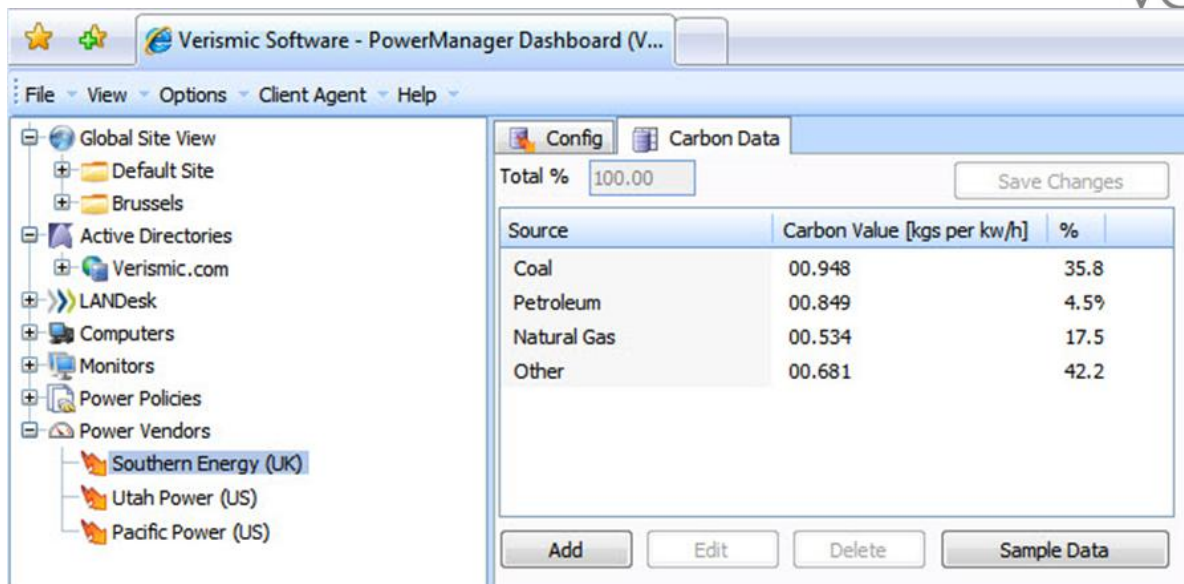 Verismic Software - PowerManager Dashboard (V...
File View Options Client Agent Help
Global Site View
Default Site
Brussels
Active Directories
Verismic.com
LANDesk
Computers
Monitors
Power Policies
Power Vendors
Southern Energy (UK)
Utah Power (US)
Pacific Power (US)
Config Carbon Data
Total % 100.00 Save Changes
Source Carbon Value [kgs per kw/h] %
Coal 00.948 35.8
Petroleum 00.849 4.5
Natural Gas 00.534 17.5
Other 00.681 42.2
Add Edit Delete Sample Data